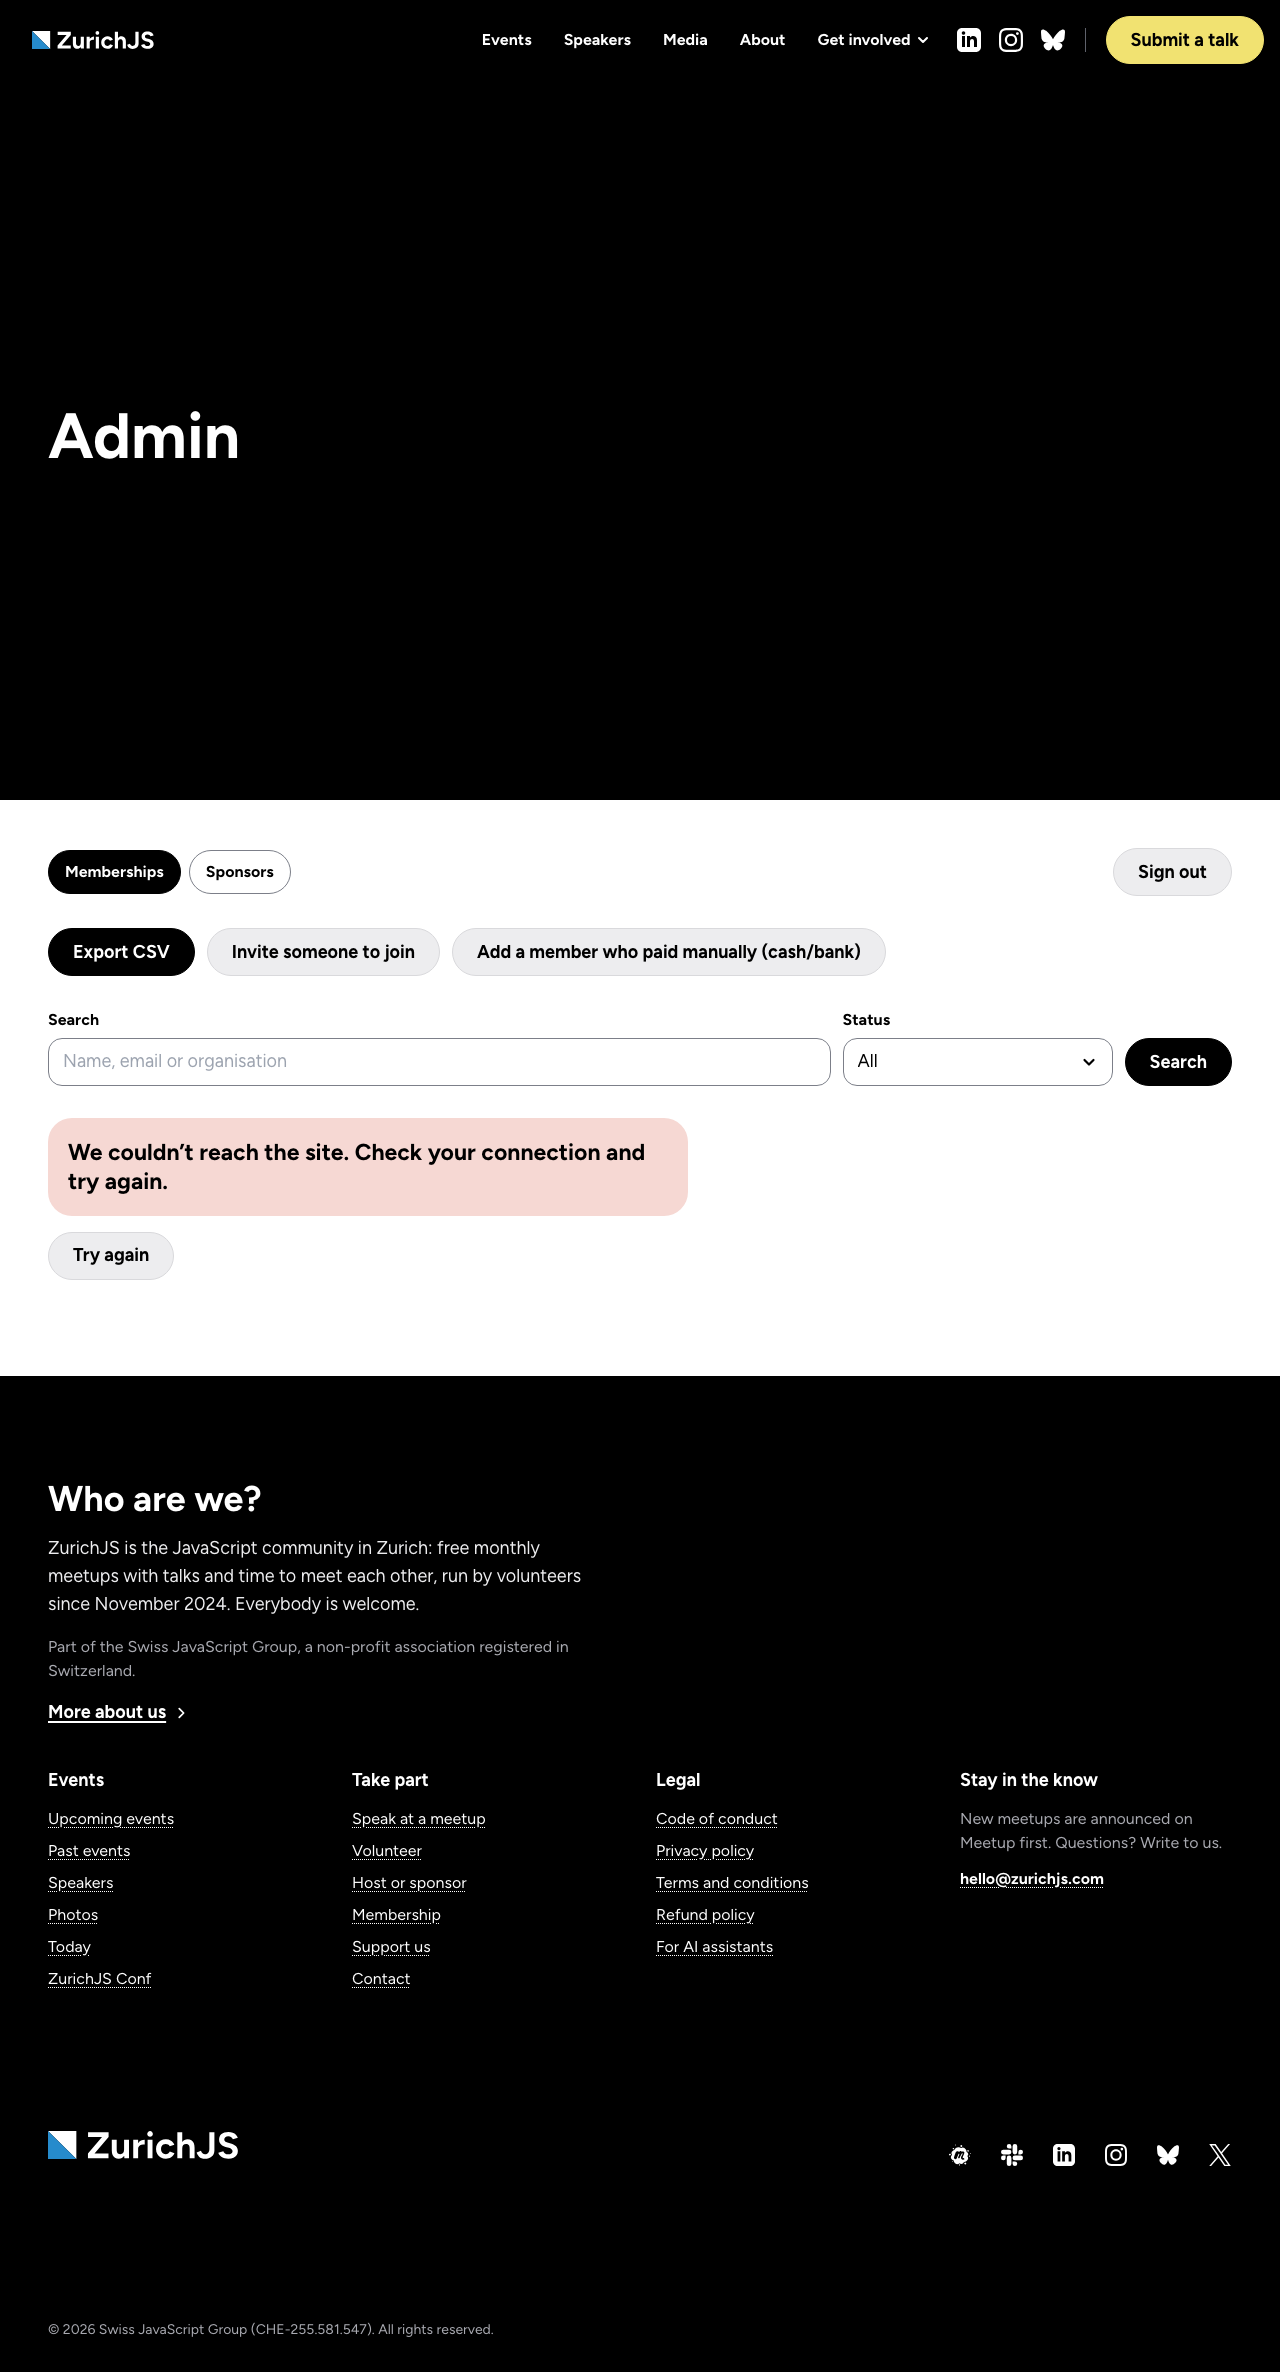 ZurichJS
Events
Speakers
Media
About
Get involved
Submit a talk
Admin
Memberships
Sponsors
Sign out
Export CSV
Invite someone to join
Add a member who paid manually (cash/bank)
Search
Status
Name, email or organisation
All
Search
We couldn’t reach the site. Check your connection and
try again.
Try again
Who are we?
ZurichJS is the JavaScript community in Zurich: free monthly
meetups with talks and time to meet each other, run by volunteers
since November 2024. Everybody is welcome.
Part of the Swiss JavaScript Group, a non-profit association registered in
Switzerland.
More about us
Events
Upcoming events
Past events
Speakers
Photos
Today
ZurichJS Conf
Take part
Speak at a meetup
Volunteer
Host or sponsor
Membership
Support us
Contact
Legal
Code of conduct
Privacy policy
Terms and conditions
Refund policy
For AI assistants
Stay in the know
New meetups are announced on
Meetup first. Questions? Write to us.
hello@zurichjs.com
ZurichJS
© 2026 Swiss JavaScript Group (CHE-255.581.547). All rights reserved.